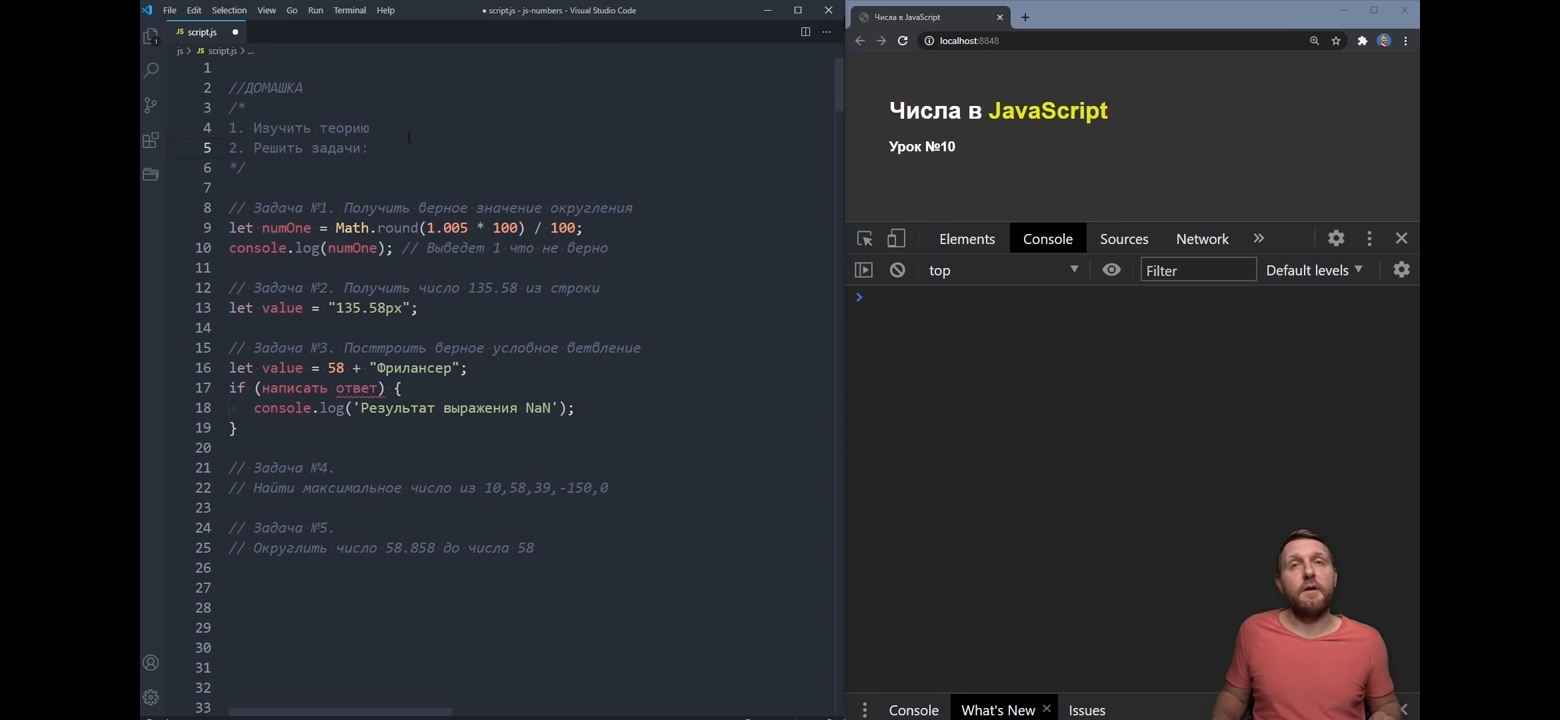 File Edit Selection View Go Run Terminal Help
● script.js - js-numbers - Visual Studio Code
JS script.js ●
js > JS script.js > ...
1
2 //ДОМАШКА
3 /*
4 1. Изучить теорию
5 2. Решить задачи:
6 */
7
8 // Задача №1. Получить верное значение округления
9 let numOne = Math.round(1.005 * 100) / 100;
10 console.log(numOne); // Выведет 1 что не верно
11
12 // Задача №2. Получить число 135.58 из строки
13 let value = "135.58px";
14
15 // Задача №3. Посттроить верное условное ветвление
16 let value = 58 + "Фрилансер";
17 if (написать ответ) {
18 console.log('Результат выражения NaN');
19 }
20
21 // Задача №4.
22 // Найти максимальное число из 10,58,39,-150,0
23
24 // Задача №5.
25 // Округлить число 58.858 до числа 58
26
27
28
29
30
31
32
33
1
Числа в JavaScript
localhost:8848
Числа в JavaScript
Урок №10
Elements Console Sources Network »
top Filter Default levels
Console What's New Issues